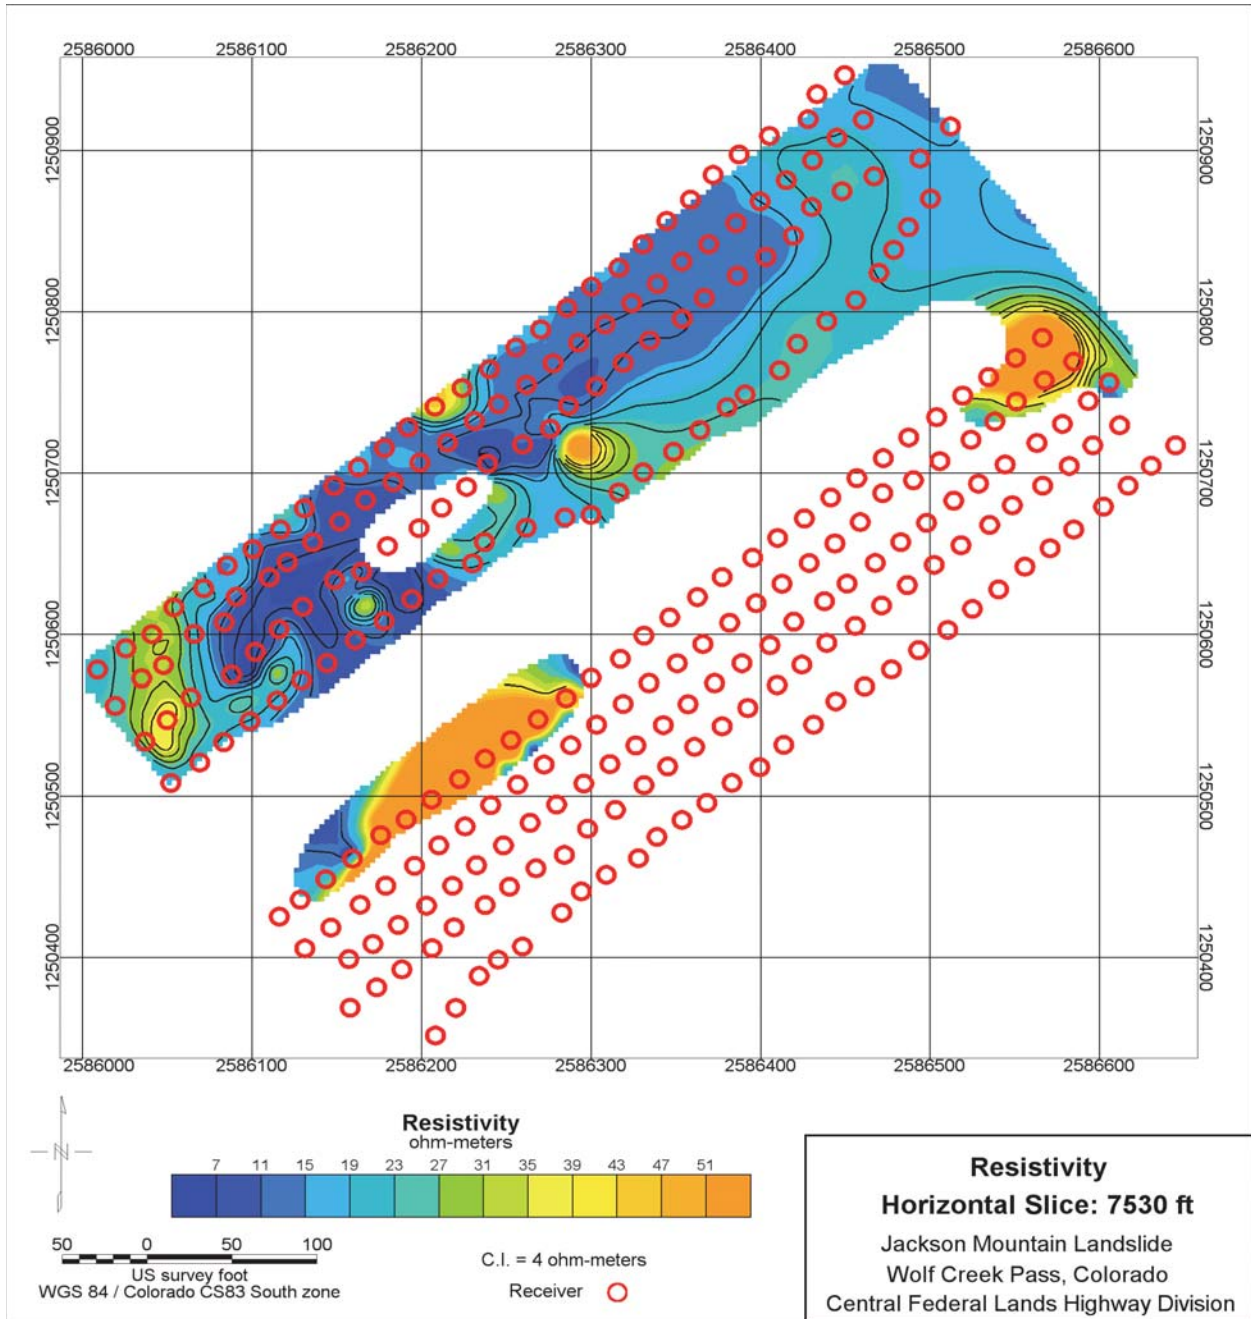 2586000 2586100 2586200 2586300 2586400 2586500 2586600
1250900 1250900
1250800 1250800
1250700 1250700
1250600 1250600
1250500 1250500
1250400 1250400
2586000 2586100 2586200 2586300 2586400 2586500 2586600
N
Resistivity
ohm-meters
7 11 15 19 23 27 31 35 39 43 47 51
50 0 50 100
US survey foot
WGS 84 / Colorado CS83 South zone
C.I. = 4 ohm-meters
Receiver
Resistivity
Horizontal Slice: 7530 ft
Jackson Mountain Landslide
Wolf Creek Pass, Colorado
Central Federal Lands Highway Division